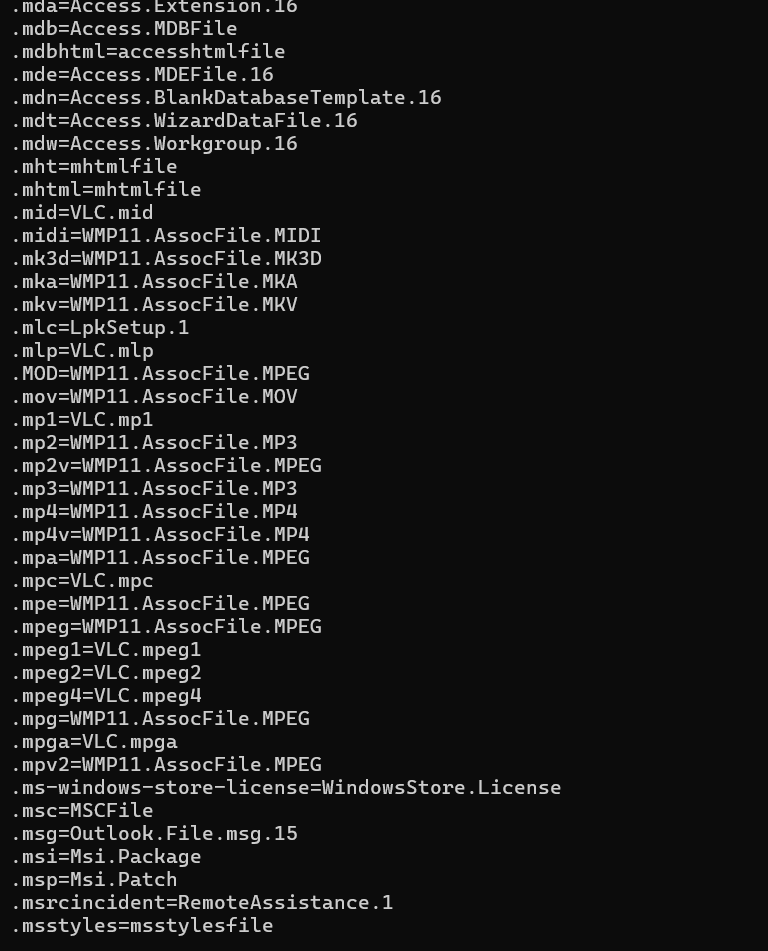 .mda=Access.Extension.16
.mdb=Access.MDBFile
.mdbhtml=accesshtmlfile
.mde=Access.MDEFile.16
.mdn=Access.BlankDatabaseTemplate.16
.mdt=Access.WizardDataFile.16
.mdw=Access.Workgroup.16
.mht=mhtmlfile
.mhtml=mhtmlfile
.mid=VLC.mid
.midi=WMP11.AssocFile.MIDI
.mk3d=WMP11.AssocFile.MK3D
.mka=WMP11.AssocFile.MKA
.mkv=WMP11.AssocFile.MKV
.mlc=LpkSetup.1
.mlp=VLC.mlp
.MOD=WMP11.AssocFile.MPEG
.mov=WMP11.AssocFile.MOV
.mp1=VLC.mp1
.mp2=WMP11.AssocFile.MP3
.mp2v=WMP11.AssocFile.MPEG
.mp3=WMP11.AssocFile.MP3
.mp4=WMP11.AssocFile.MP4
.mp4v=WMP11.AssocFile.MP4
.mpa=WMP11.AssocFile.MPEG
.mpc=VLC.mpc
.mpe=WMP11.AssocFile.MPEG
.mpeg=WMP11.AssocFile.MPEG
.mpeg1=VLC.mpeg1
.mpeg2=VLC.mpeg2
.mpeg4=VLC.mpeg4
.mpg=WMP11.AssocFile.MPEG
.mpga=VLC.mpga
.mpv2=WMP11.AssocFile.MPEG
.ms-windows-store-license=WindowsStore.License
.msc=MSCFile
.msg=Outlook.File.msg.15
.msi=Msi.Package
.msp=Msi.Patch
.msrcincident=RemoteAssistance.1
.msstyles=msstylesfile